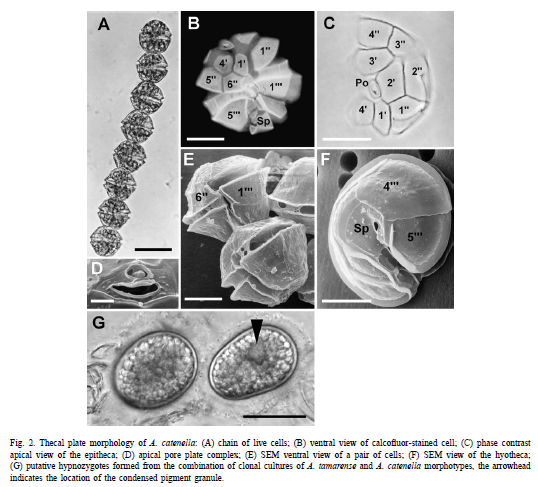 A
B
4'
1'
1"
5"
6"
1'''
5'''
Sp
C
4"
3"
3'
2"
Po
2'
4'
1'
1"
D
E
6"
1'''
F
4'''
Sp
5'''
G
Fig. 2. Thecal plate morphology of A. catenella: (A) chain of live cells; (B) ventral view of calcofluor-stained cell; (C) phase contrast
apical view of the epitheca; (D) apical pore plate complex; (E) SEM ventral view of a pair of cells; (F) SEM view of the hyotheca;
(G) putative hypnozygotes formed from the combination of clonal cultures of A. tamarense and A. catenella morphotypes, the arrowhead
indicates the location of the condensed pigment granule.